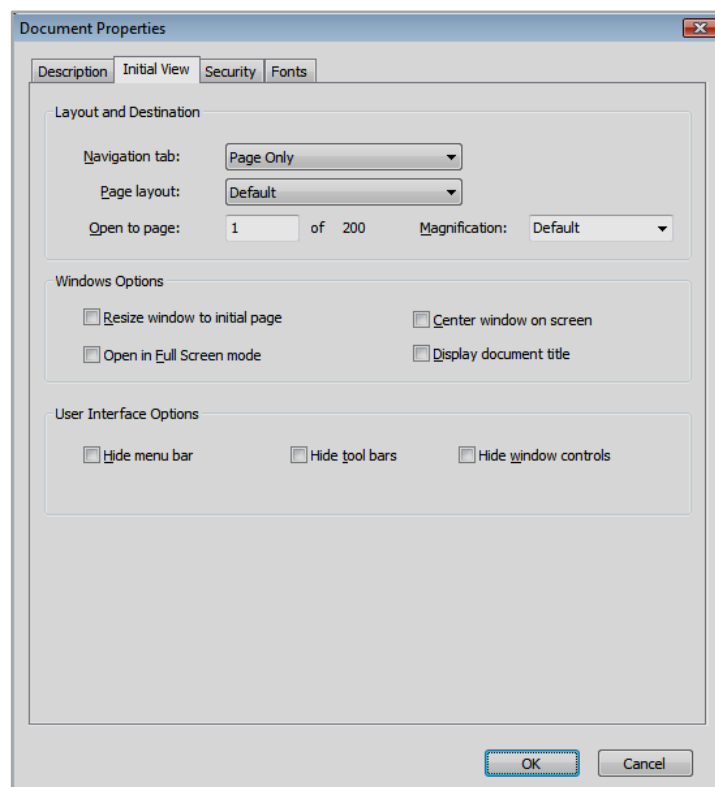 Document Properties
Description Initial View Security Fonts
Layout and Destination
Navigation tab: Page Only
Page layout: Default
Open to page: 1 of 200 Magnification: Default
Windows Options
Resize window to initial page Center window on screen
Open in Full Screen mode Display document title
User Interface Options
Hide menu bar Hide tool bars Hide window controls
OK Cancel